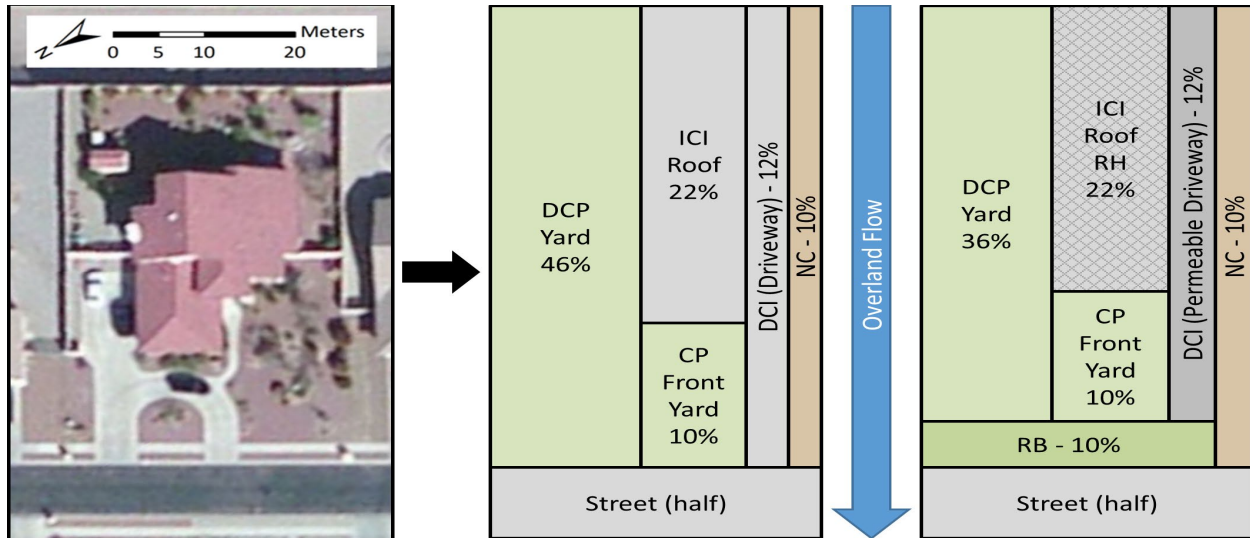 N
Meters
0 5 10 20
DCP
Yard
46%
ICI
Roof
22%
CP
Front
Yard
10%
DCI (Driveway) - 12%
NC - 10%
Street (half)
Overland Flow
DCP
Yard
36%
ICI
Roof
RH
22%
CP
Front
Yard
10%
DCI (Permeable Driveway) - 12%
NC - 10%
RB - 10%
Street (half)